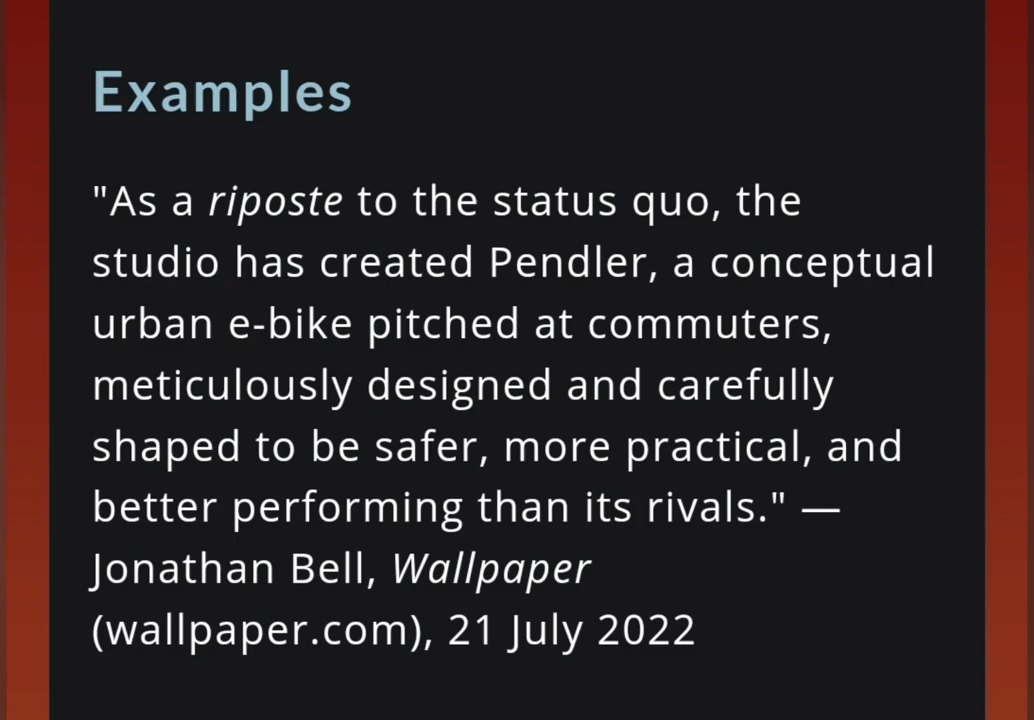 Examples
"As a riposte to the status quo, the
studio has created Pendler, a conceptual
urban e-bike pitched at commuters,
meticulously designed and carefully
shaped to be safer, more practical, and
better performing than its rivals." —
Jonathan Bell, Wallpaper
(wallpaper.com), 21 July 2022